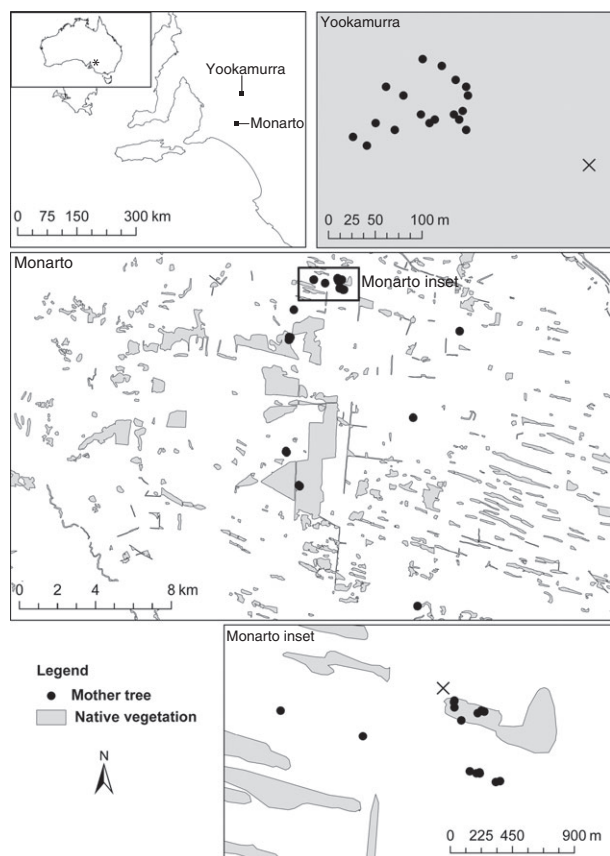 Yookamurra
Monarto
0 75 150 300 km
Yookamurra
0 25 50 100 m
Monarto
Monarto inset
0 2 4 8 km
Legend
Mother tree
Native vegetation
N
Monarto inset
0 225 450 900 m